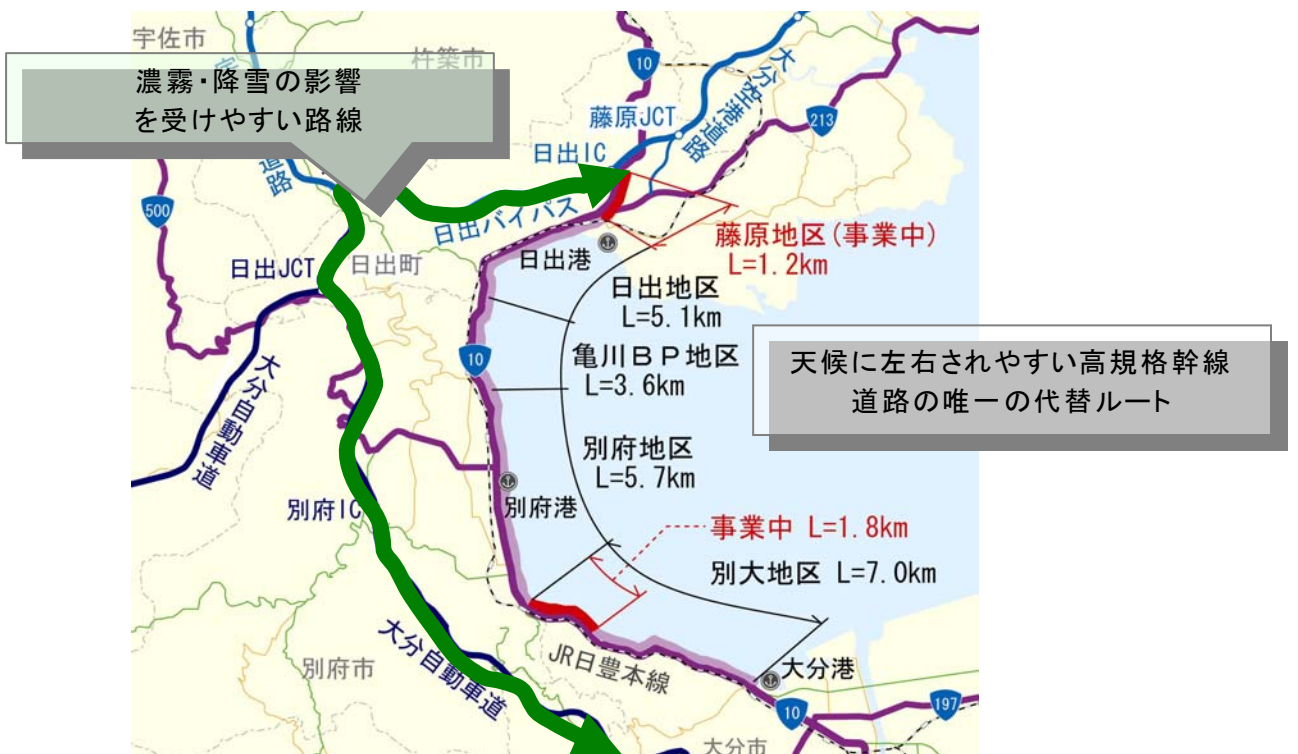 宇佐市
杵築市
濃霧・降雪の影響
を受けやすい路線
道路
10
大分空港道路
213
藤原JCT
日出IC
500
日出バイパス
藤原地区(事業中)
L=1.2km
日出港
日出JCT
日出町
日出地区
L=5.1km
10
亀川BP地区
L=3.6km
天候に左右されやすい高規格幹線
道路の唯一の代替ルート
大分自動車道
別府地区
L=5.7km
別府港
別府IC
事業中 L=1.8km
別大地区 L=7.0km
大分自動車道
JR日豊本線
別府市
大分港
10
197
大分市